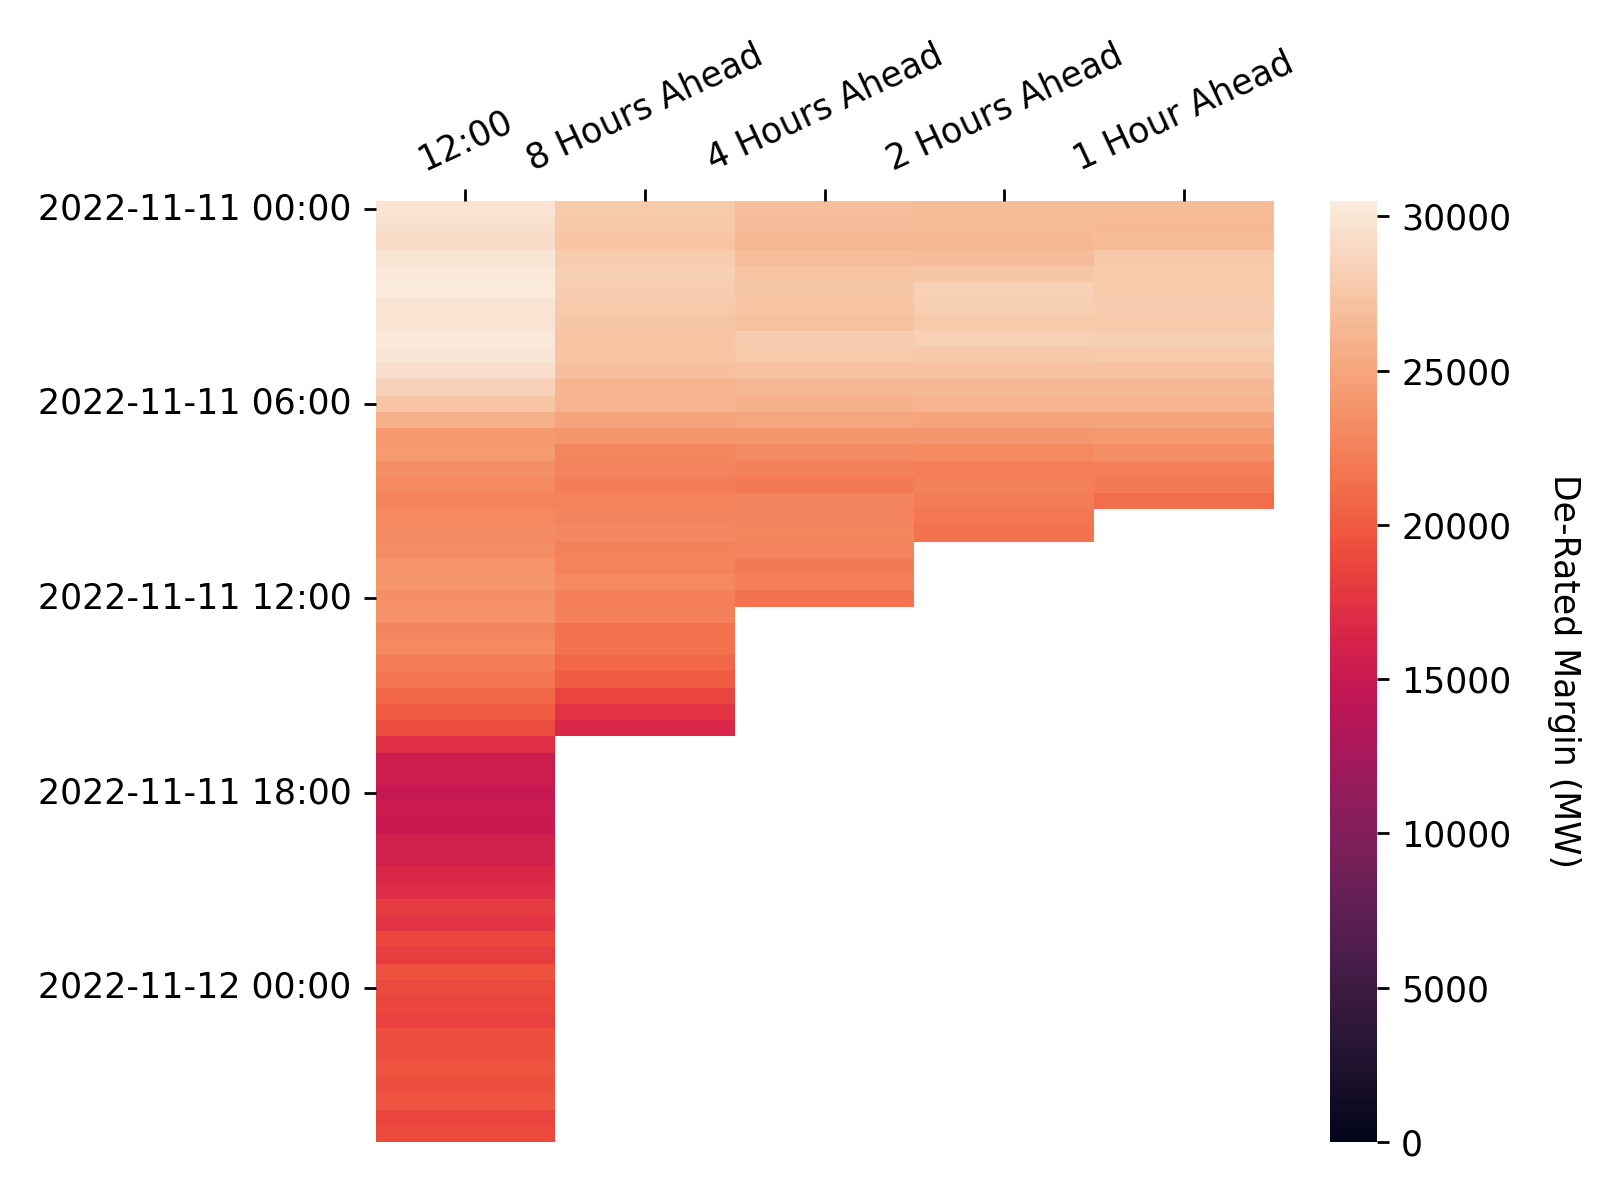 12:00
8 Hours Ahead
4 Hours Ahead
2 Hours Ahead
1 Hour Ahead
2022-11-11 00:00
2022-11-11 06:00
2022-11-11 12:00
2022-11-11 18:00
2022-11-12 00:00
30000
25000
20000
15000
10000
5000
0
De-Rated Margin (MW)